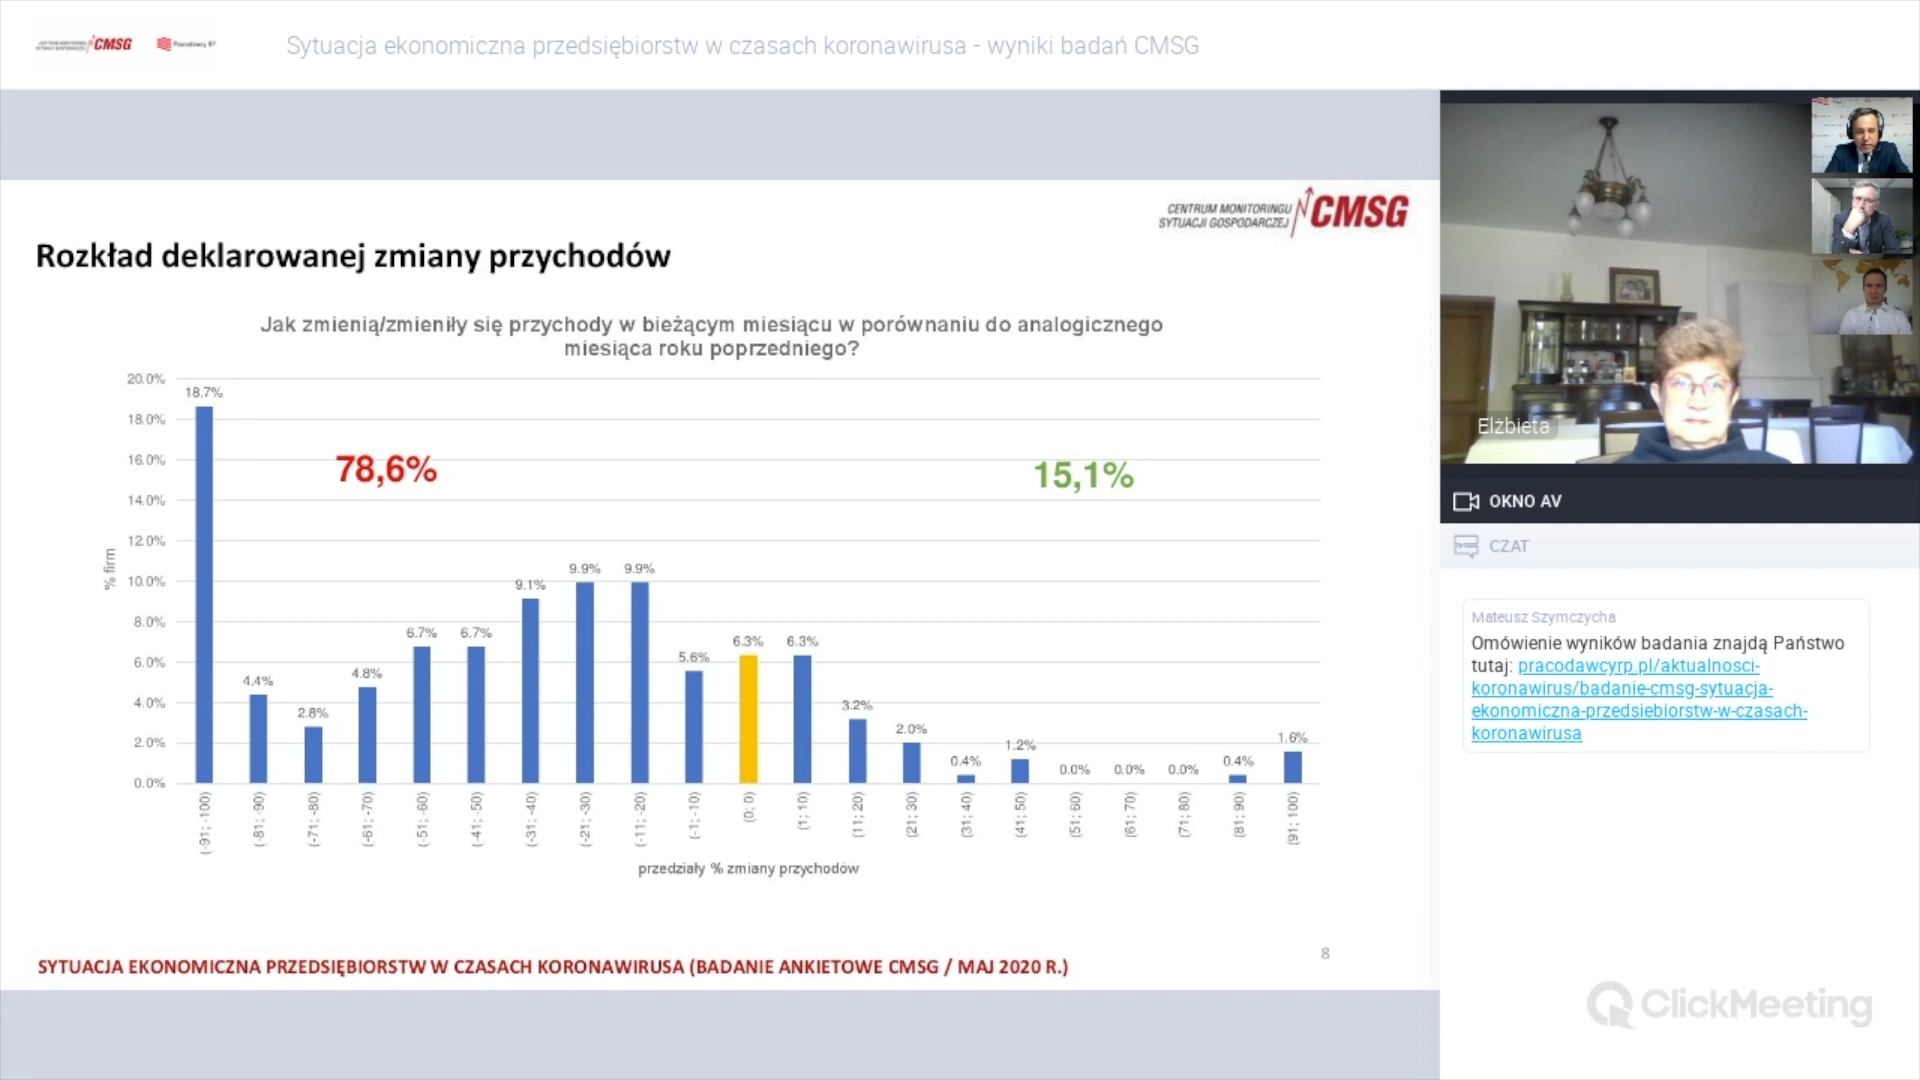 CMSG
Pracodawcy RP
Sytuacja ekonomiczna przedsiębiorstw w czasach koronawirusa - wyniki badań CMSG
CENTRUM MONITORINGU
SYTUACJI GOSPODARCZEJ
CMSG
Rozkład deklarowanej zmiany przychodów
Jak zmienią/zmieniły się przychody w bieżącym miesiącu w porównaniu do analogicznego
miesiąca roku poprzedniego?
20.0%
18.0%
16.0%
14.0%
12.0%
10.0%
8.0%
6.0%
4.0%
2.0%
0.0%
% firm
78,6%
15,1%
18.7%
4.4%
2.8%
4.8%
6.7%
6.7%
9.1%
9.9%
9.9%
5.6%
6.3%
6.3%
3.2%
2.0%
0.4%
1.2%
0.0%
0.0%
0.0%
0.4%
1.6%
(-91; -100)
(-81; -90)
(-71; -80)
(-61; -70)
(-51; -60)
(-41; -50)
(-31; -40)
(-21; -30)
(-11; -20)
(-1; -10)
(0; 0)
(1; 10)
(11; 20)
(21; 30)
(31; 40)
(41; 50)
(51; 60)
(61; 70)
(71; 80)
(81; 90)
(91; 100)
przedziały % zmiany przychodów
SYTUACJA EKONOMICZNA PRZEDSIĘBIORSTW W CZASACH KORONAWIRUSA (BADANIE ANKIETOWE CMSG / MAJ 2020 R.)
8
Elżbieta
OKNO AV
CZAT
Mateusz Szymczycha
Omówienie wyników badania znajdą Państwo
tutaj: pracodawcyrp.pl/aktualnosci-
koronawirus/badanie-cmsg-sytuacja-
ekonomiczna-przedsiebiorstw-w-czasach-
koronawirusa
ClickMeeting